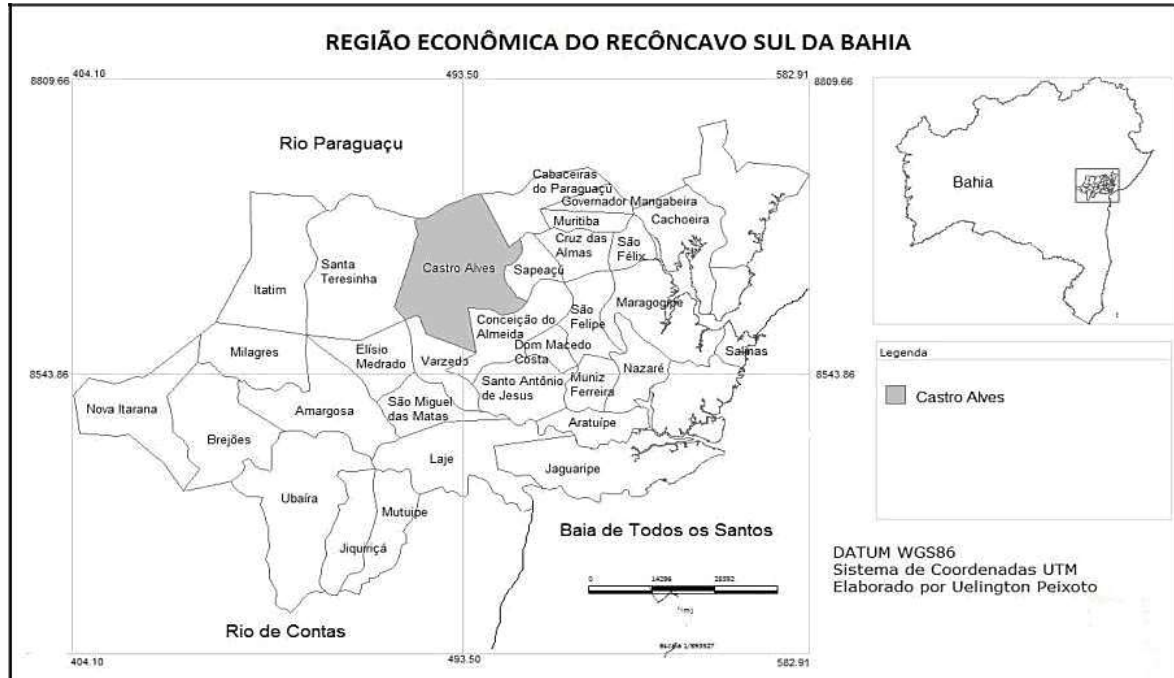 REGIÃO ECONÔMICA DO RECÔNCAVO SUL DA BAHIA
404.10
493.50
582.91
8809.66
8809.66
Rio Paraguaçu
Cabaceiras
do Paraguaçu
Governador Mangabeira
Muritiba
Cachoeira
Cruz das
Almas
São
Félix
Castro Alves
Sapeaçú
Santa
Teresinha
Itatim
Maragogipe
Conceição do
Almeida
São
Felipe
Dom Macedo
Costa
Salinas
Milagres
Elísio
Medrado
Varzedo
Nazaré
8543.86
8543.86
Santo Antônio
de Jesus
Muniz
Ferreira
Nova Itarana
Amargosa
São Miguel
das Matas
Aratuípe
Brejões
Laje
Jaguaripe
Ubaíra
Mutuipe
Jiquiriçá
Baia de Todos os Santos
Rio de Contas
0
14296
28592
404.10
493.50
582.91
Bahia
Legenda
Castro Alves
DATUM WGS86
Sistema de Coordenadas UTM
Elaborado por Uelington Peixoto